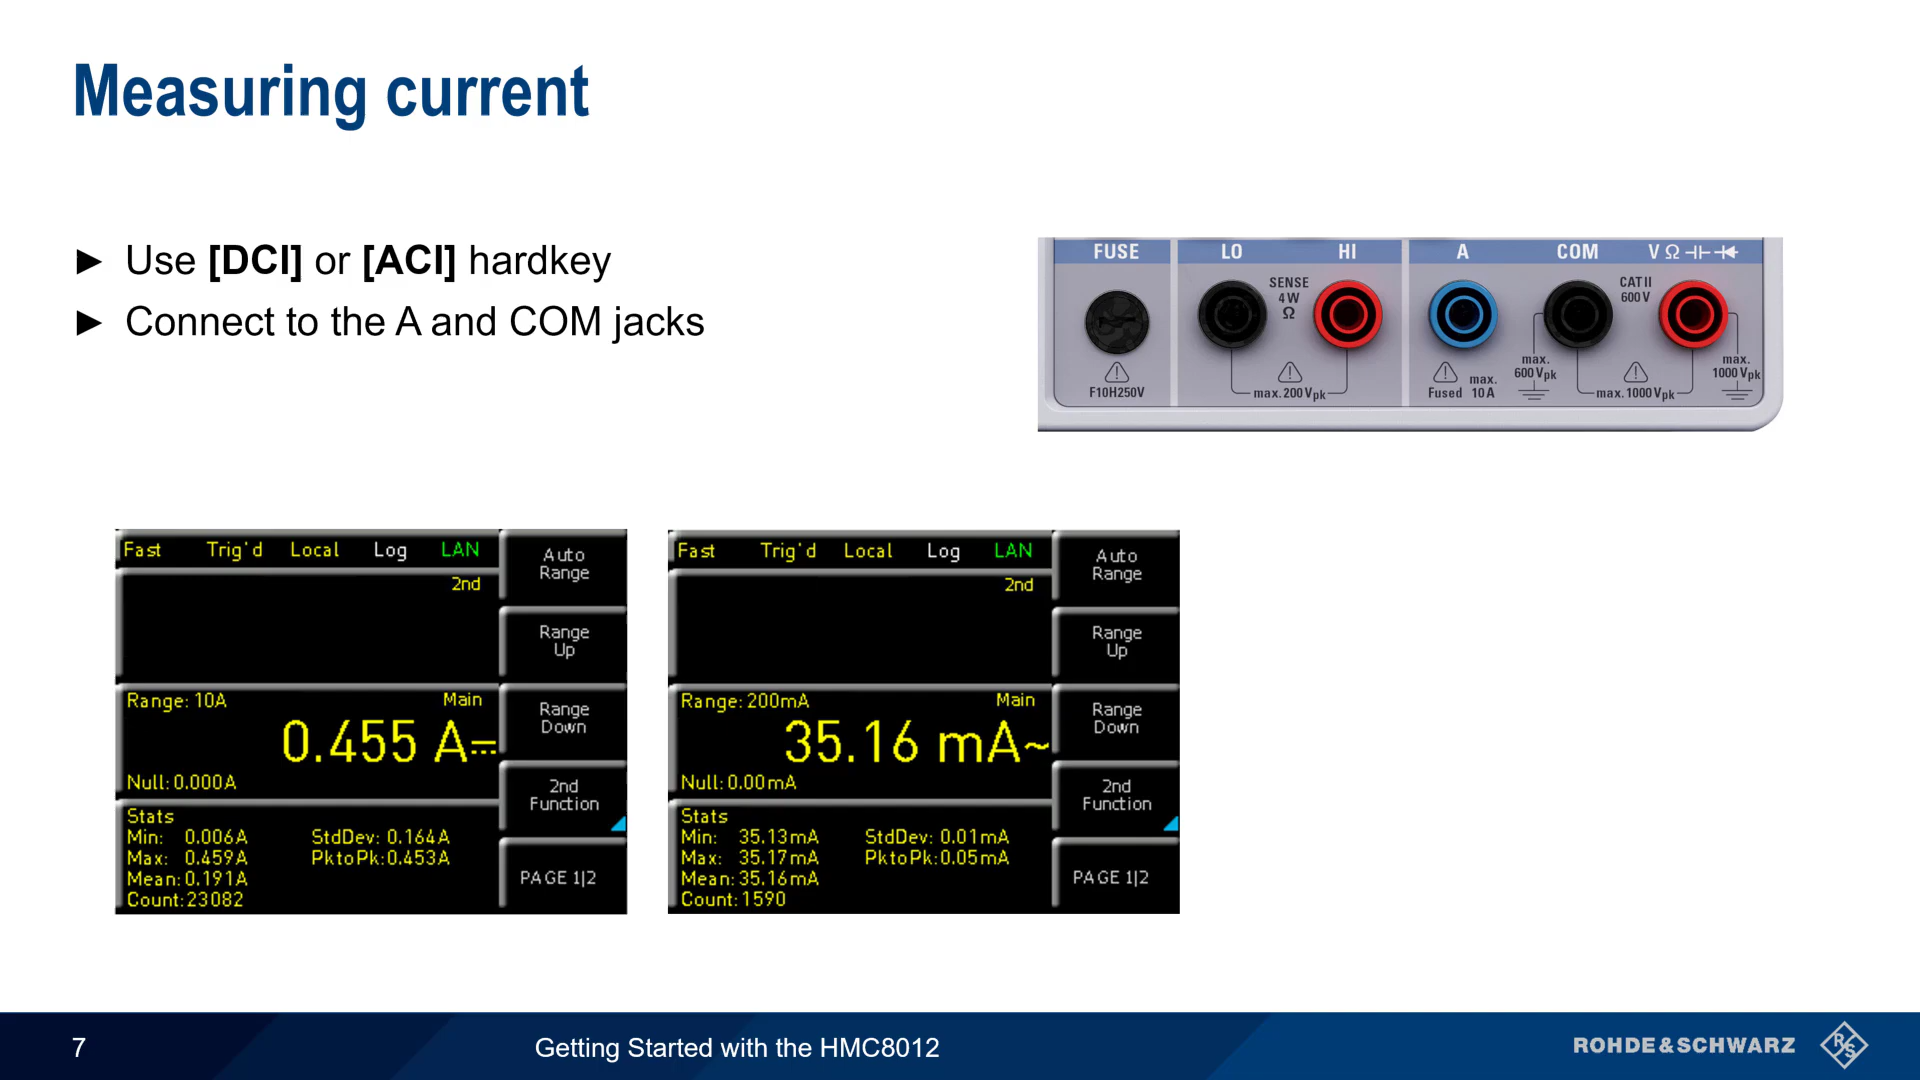 Measuring current
► Use [DCI] or [ACI] hardkey
► Connect to the A and COM jacks
FUSE LO HI A COM V Ω
SENSE
4W
Ω
CAT II
600 V
F10H250V
max. 200 Vpk
Fused
max.
10 A
max.
600 Vpk
max. 1000 Vpk
max.
1000 Vpk
Fast Trig'd Local Log LAN
2nd
Range: 10A Main
0.455 A
Null: 0.000A
Stats
Min: 0.006A StdDev: 0.164A
Max: 0.459A PktoPk: 0.453A
Mean: 0.191A
Count: 23082
Auto
Range
Range
Up
Range
Down
2nd
Function
PAGE 1|2
Fast Trig'd Local Log LAN
2nd
Range: 200mA Main
35.16 mA~
Null: 0.00mA
Stats
Min: 35.13mA StdDev: 0.01mA
Max: 35.17mA PktoPk: 0.05mA
Mean: 35.16mA
Count: 1590
Auto
Range
Range
Up
Range
Down
2nd
Function
PAGE 1|2
7 Getting Started with the HMC8012 ROHDE&SCHWARZ
R&S